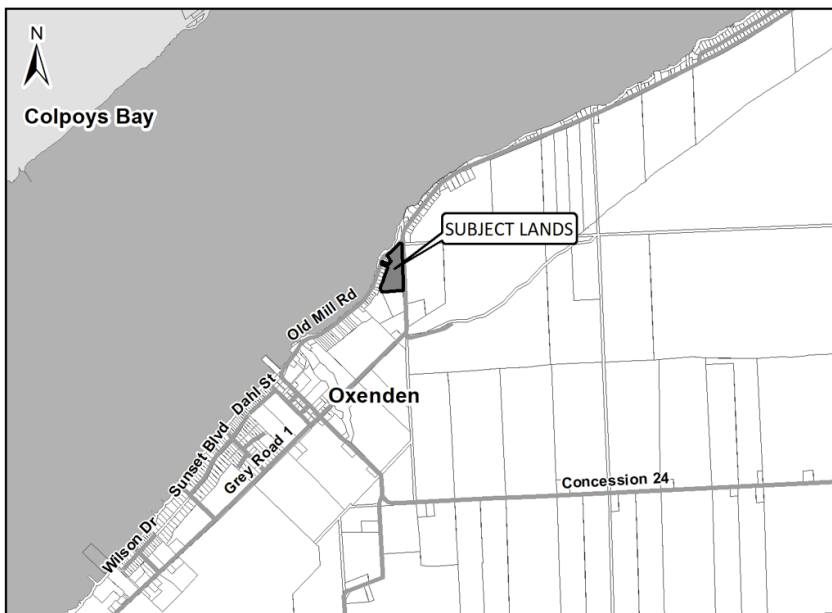 N
Colpoys Bay
SUBJECT LANDS
Old Mill Rd
Dahl St
Oxenden
Sunset Blvd
Grey Road 1
Concession 24
Wilson Dr